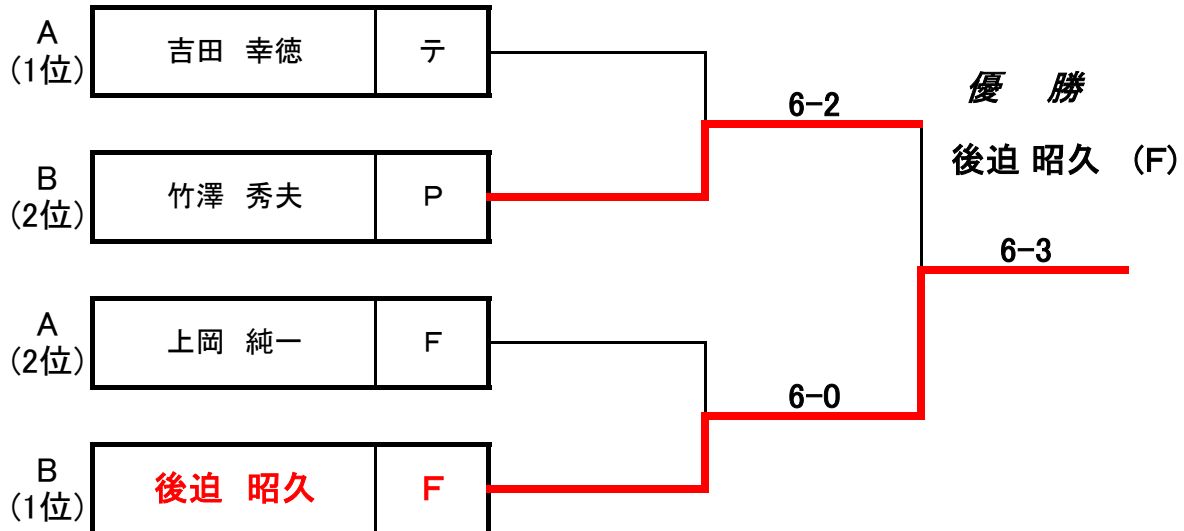 A
(1位)
吉田　幸徳
テ
B
(2位)
竹澤　秀夫
P
A
(2位)
上岡　純一
F
B
(1位)
後迫　昭久
F
6-2
6-0
6-3
優　勝
後迫 昭久　(F)